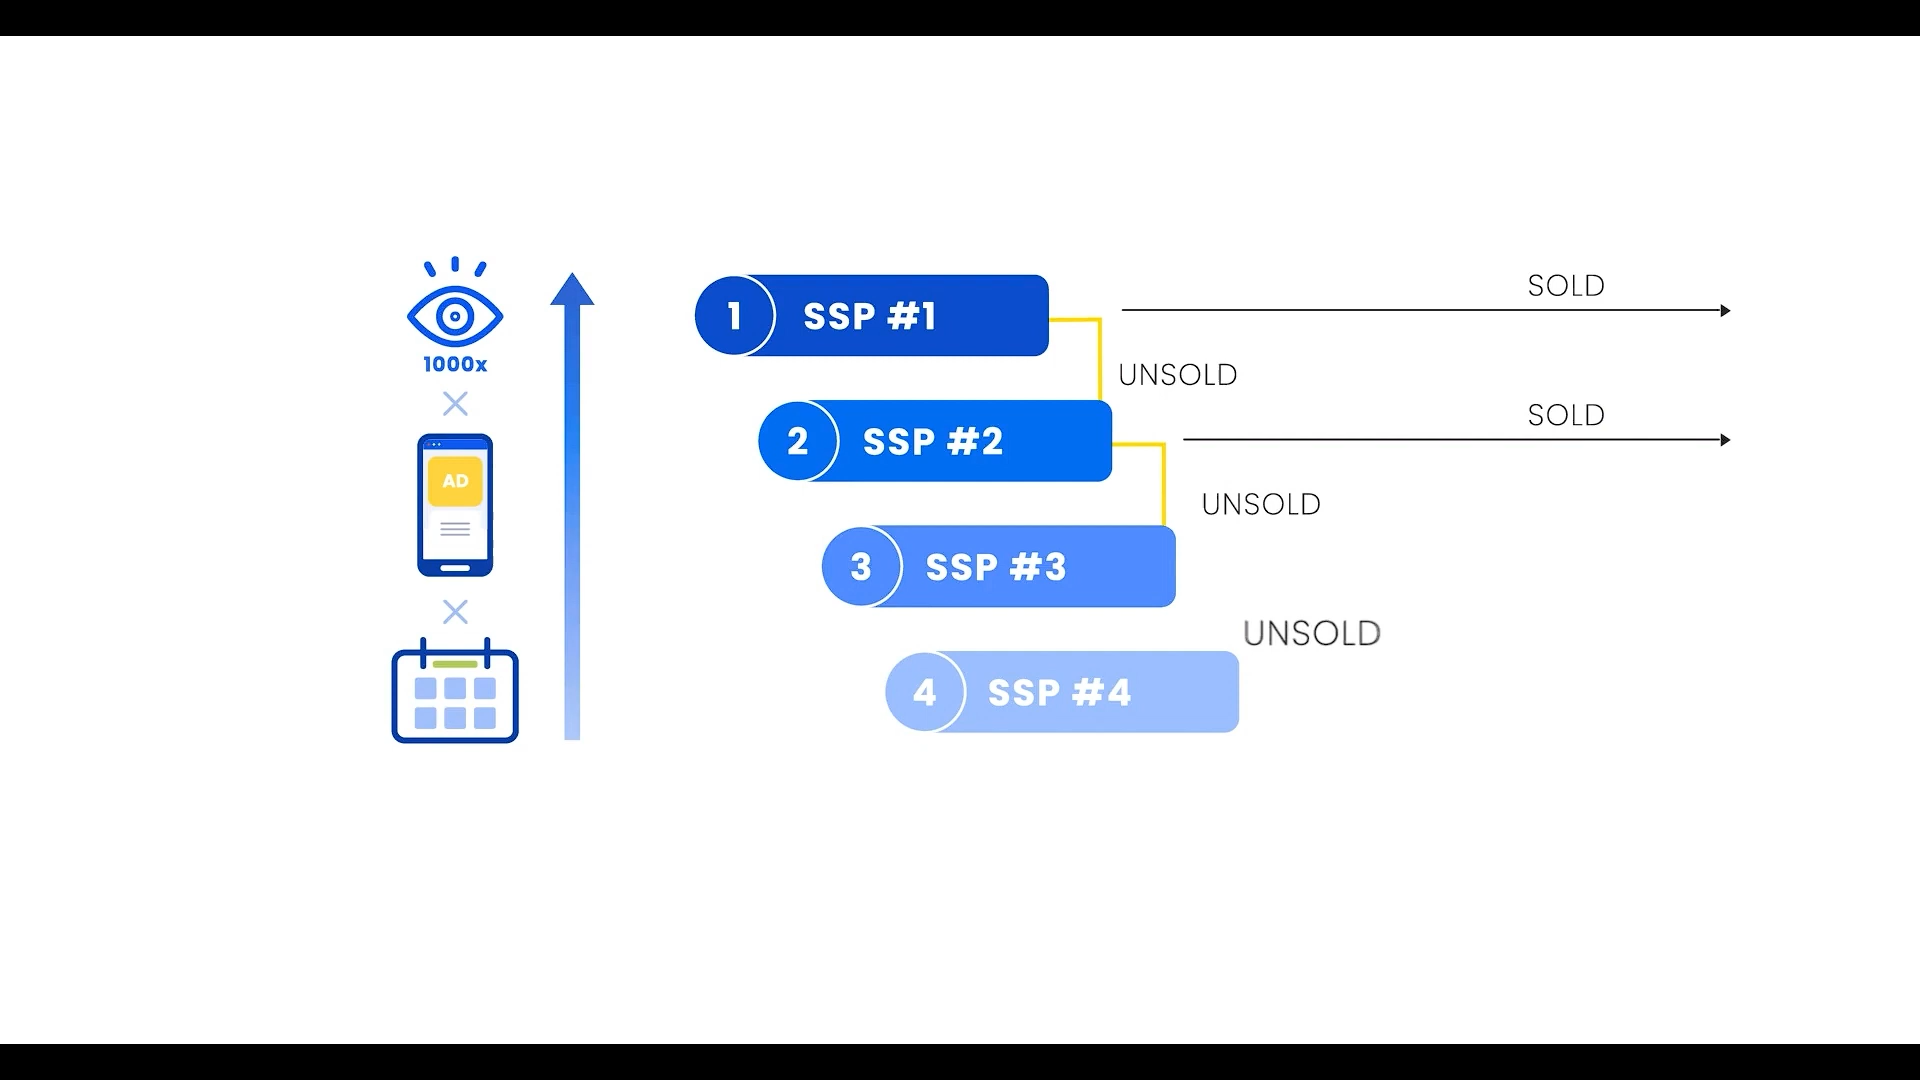 1000x
AD
1 SSP #1
SOLD
UNSOLD
2 SSP #2
SOLD
UNSOLD
3 SSP #3
UNSOLD
4 SSP #4